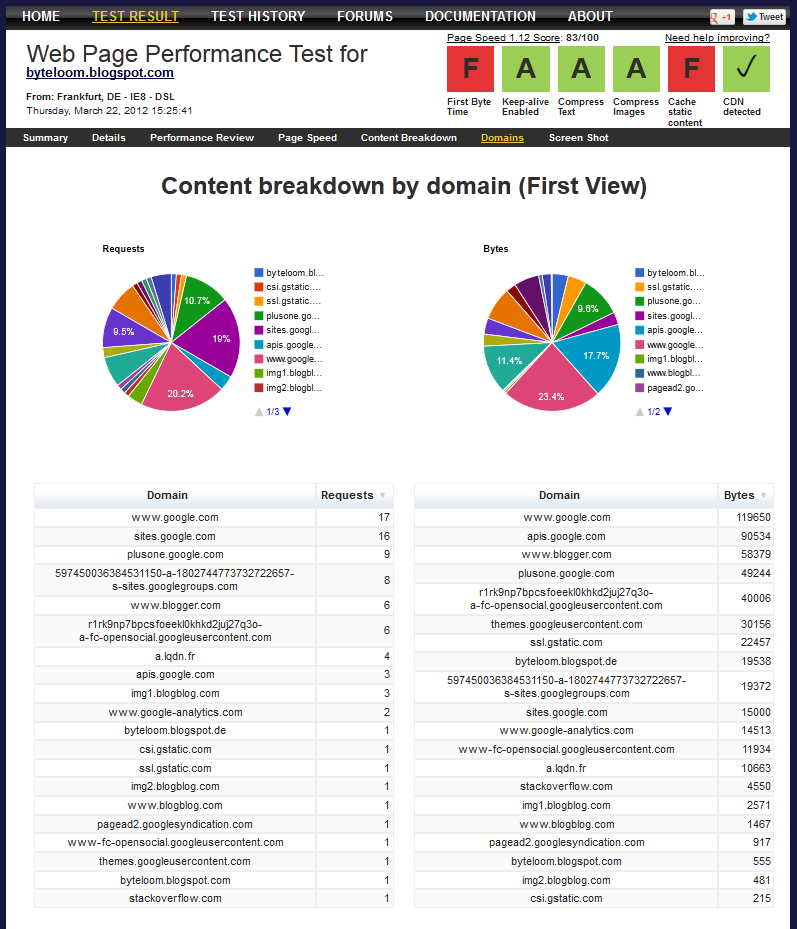 HOME TEST RESULT TEST HISTORY FORUMS DOCUMENTATION ABOUT g +1 Tweet
Web Page Performance Test for
byteloom.blogspot.com
From: Frankfurt, DE - IE8 - DSL
Thursday, March 22, 2012 15:25:41
Page Speed 1.12 Score: 83/100 Need help improving?
F A A A F ✓
First Byte Time
Keep-alive Enabled
Compress Text
Compress Images
Cache static content
CDN detected
Summary Details Performance Review Page Speed Content Breakdown Domains Screen Shot
Content breakdown by domain (First View)
Requests
10.7%
19%
20.2%
9.5%
byteloom.bl...
csi.gstatic....
ssl.gstatic....
plusone.go...
sites.googl...
apis.google...
www.google...
img1.blogbl...
img2.blogbl...
1/3
Bytes
9.6%
17.7%
23.4%
11.4%
byteloom.bl...
ssl.gstatic....
plusone.go...
sites.googl...
apis.google...
www.google...
img1.blogbl...
www.blogbl...
pagead2.go...
1/2
Domain Requests
www.google.com 17
sites.google.com 16
plusone.google.com 9
597450036384531150-a-1802744773732722657-
s-sites.googlegroups.com 8
www.blogger.com 6
r1rk9np7bpcsfoeekl0khkd2juj27q3o-
a-fc-opensocial.googleusercontent.com 6
a.lqdn.fr 4
apis.google.com 3
img1.blogblog.com 3
www.google-analytics.com 2
byteloom.blogspot.de 1
csi.gstatic.com 1
ssl.gstatic.com 1
img2.blogblog.com 1
www.blogblog.com 1
pagead2.googlesyndication.com 1
www-fc-opensocial.googleusercontent.com 1
themes.googleusercontent.com 1
byteloom.blogspot.com 1
stackoverflow.com 1
Domain Bytes
www.google.com 119650
apis.google.com 90534
www.blogger.com 58379
plusone.google.com 49244
r1rk9np7bpcsfoeekl0khkd2juj27q3o-
a-fc-opensocial.googleusercontent.com 40006
themes.googleusercontent.com 30156
ssl.gstatic.com 22457
byteloom.blogspot.de 19538
597450036384531150-a-1802744773732722657-
s-sites.googlegroups.com 19372
sites.google.com 15000
www.google-analytics.com 14513
www-fc-opensocial.googleusercontent.com 11934
a.lqdn.fr 10663
stackoverflow.com 4550
img1.blogblog.com 2571
www.blogblog.com 1467
pagead2.googlesyndication.com 917
byteloom.blogspot.com 555
img2.blogblog.com 481
csi.gstatic.com 215